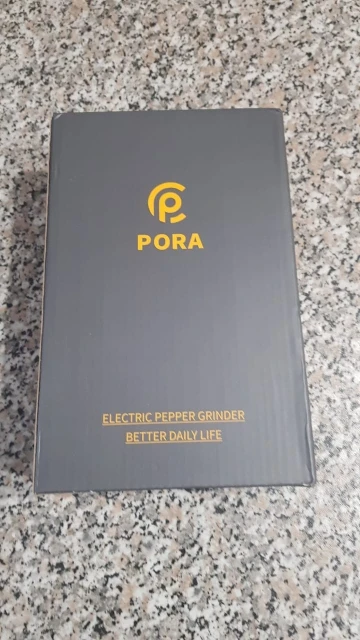 PORA
ELECTRIC PEPPER GRINDER
BETTER DAILY LIFE